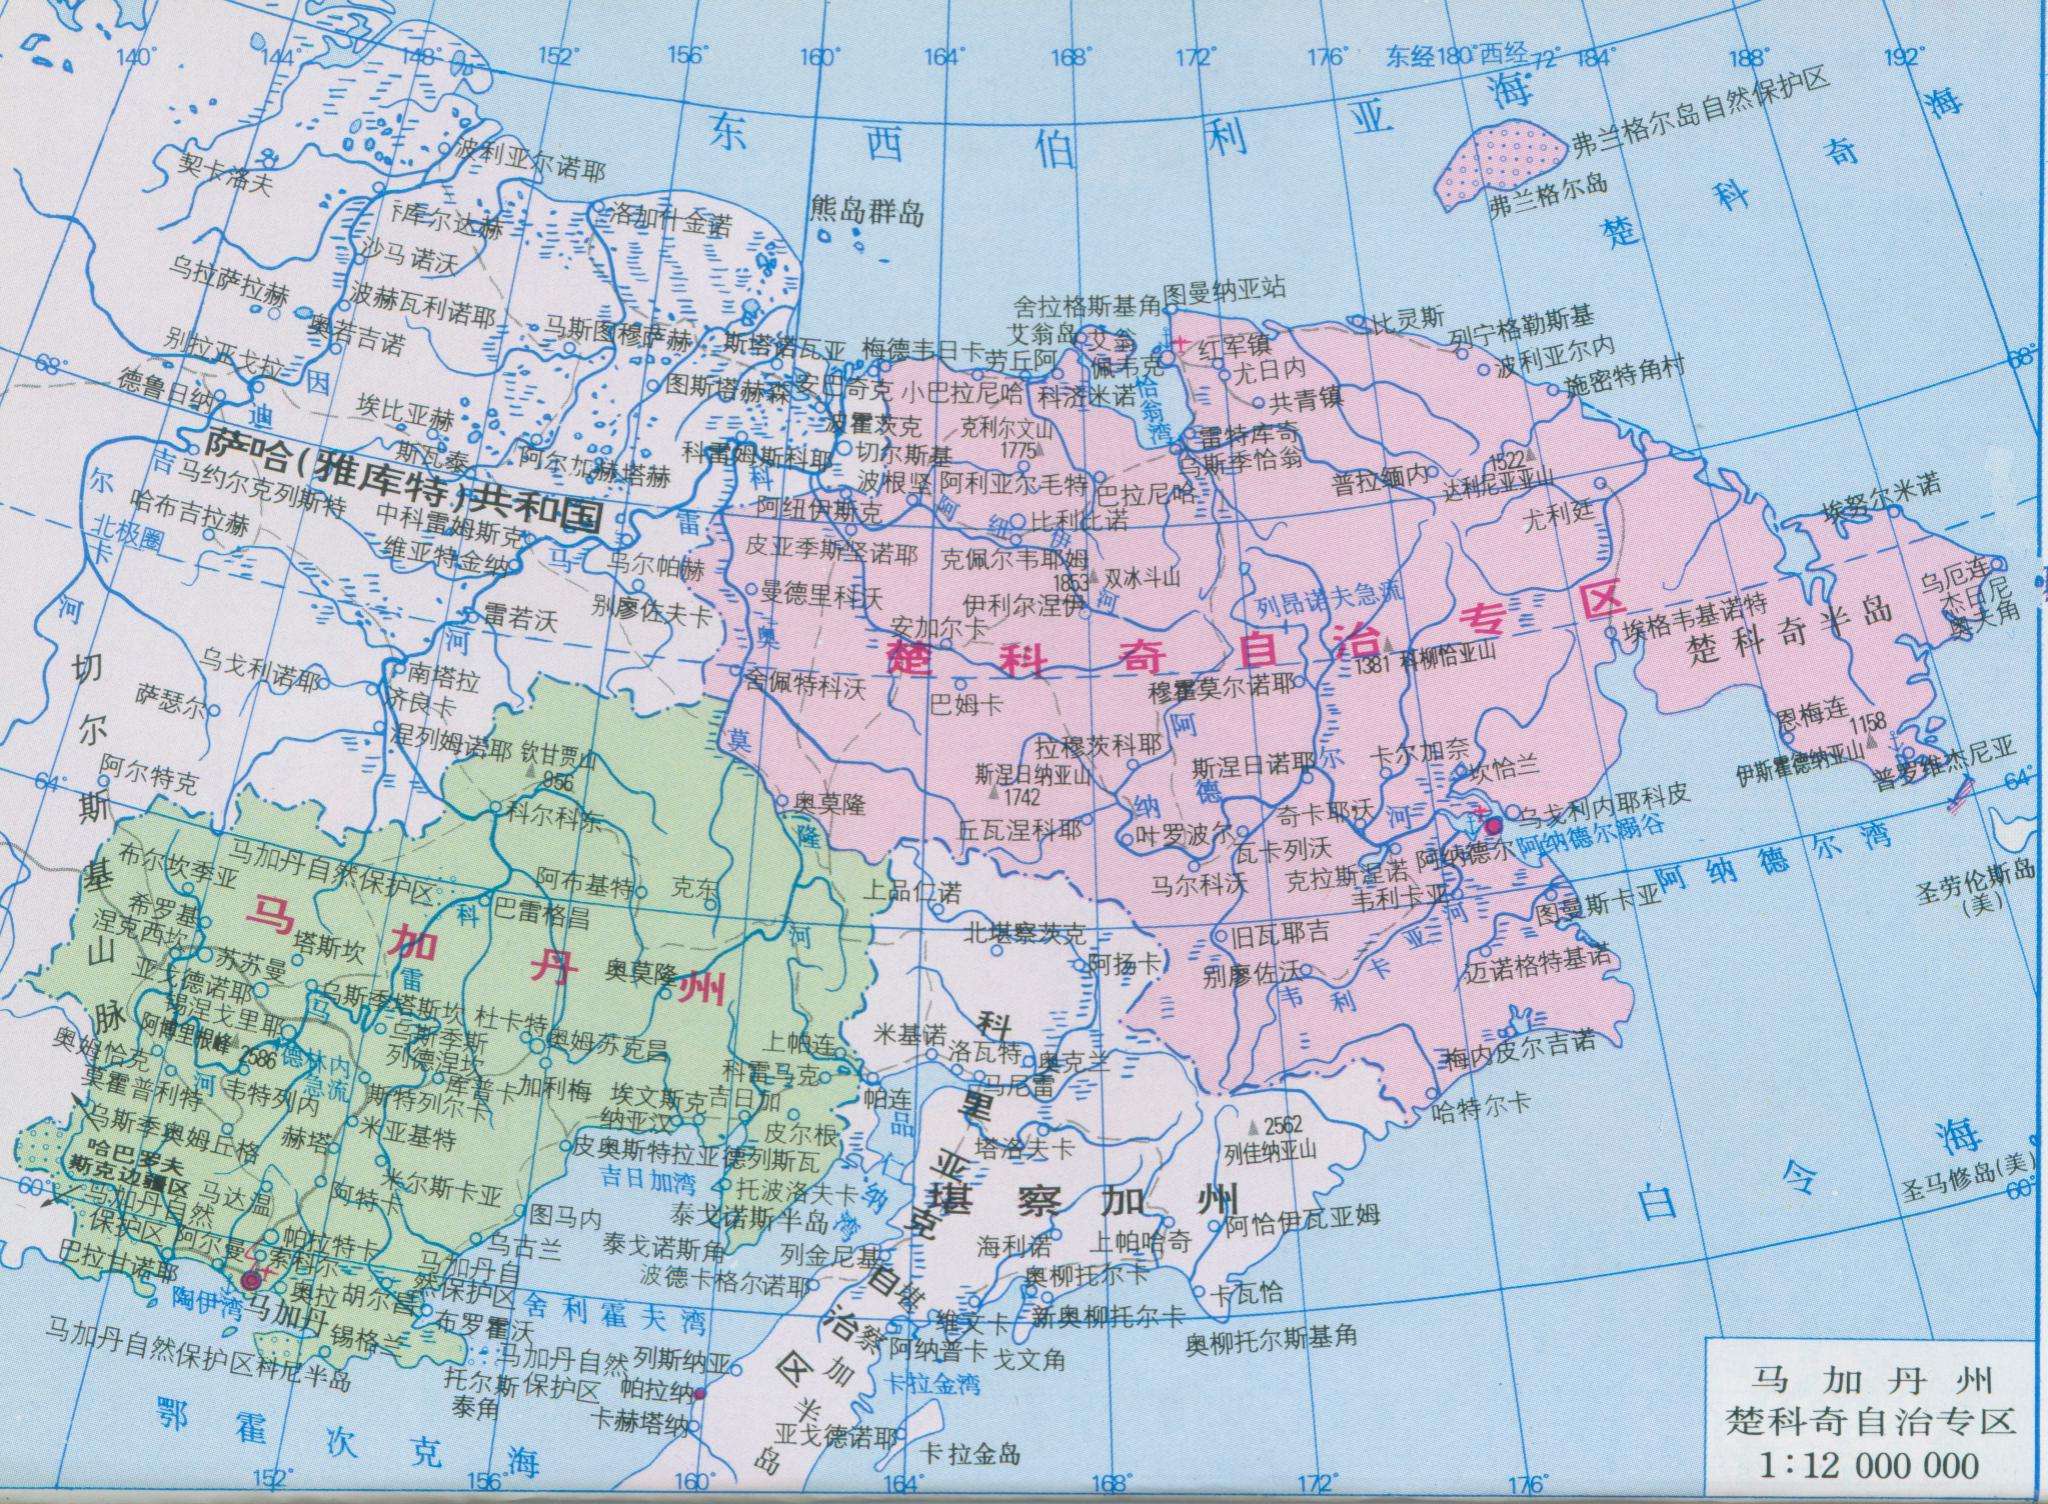 140°
144°
148°
152°
156°
160°
164°
168°
172°
176°
东经180°西经
172°
184°
188°
192°
东西伯利亚海
楚科奇海
弗兰格尔岛自然保护区
弗兰格尔岛
熊岛群岛
契卡洛夫
波利亚尔诺耶
卡库尔达赫
洛加什金诺
沙马诺沃
乌拉萨拉赫
波赫瓦利诺耶
奥若吉诺
马斯图穆萨赫
斯塔诺瓦亚
梅德韦日卡
舍拉格斯基角
图曼纳亚站
艾翁岛
艾翁
劳丘阿
佩韦克
红军镇
比灵斯
列宁格勒斯基
波利亚尔内
施密特角村
尤日内
共青镇
恰翁湾
68°
68°
别拉亚戈拉
德鲁日纳
因迪吉尔卡河
埃比亚赫
图斯塔赫森
安巴奇克
小巴拉尼哈
科济米诺
波霍茨克
克利尔文山
1775
切尔斯基
雷特库奇
乌斯季恰翁
萨哈(雅库特)共和国
斯瓦泰
阿尔加赫塔赫
科雷姆斯科耶
马约尔克列斯特
哈布吉拉赫
中科雷姆斯克
维亚特金纳
北极圈
波根坚
阿利亚尔毛特
巴拉尼哈
阿纽伊斯克
比利比诺
普拉缅内
1522
达利尼亚亚山
尤利廷
埃努尔米诺
皮亚季斯坚诺耶
克佩尔韦耶姆
1853
双冰斗山
马尔帕赫
曼德里科沃
伊利尔涅伊
列昂诺夫急流
别廖佐夫卡
雷若沃
安加尔卡
楚科奇自治专区
埃格韦基诺特
楚科奇半岛
乌厄连
杰日尼奥夫角
1381 科柳恰亚山
乌戈利诺耶
南塔拉
济良卡
萨瑟尔
舍佩特科沃
巴姆卡
穆霍莫尔诺耶
恩梅连
1158
伊斯霍德纳亚山
普罗维杰尼亚
涅列姆诺耶
钦甘贾山
956
拉穆茨科耶
斯涅日纳亚山
1742
斯涅日诺耶
卡尔加奈
坎恰兰
阿尔特克
64°
64°
科尔科东
奥莫隆
丘瓦涅科耶
叶罗波尔
奇卡耶沃
乌戈利内耶科皮
阿纳德尔
阿纳德尔溺谷
阿纳德尔湾
瓦卡列沃
马尔科沃
克拉斯涅诺
韦利卡亚
图曼斯卡亚
圣劳伦斯岛
(美)
切尔斯基山脉
布尔坎季亚
马加丹自然保护区
阿布基特
克东
上品仁诺
希罗基
涅克西坎
巴雷格昌
马加丹州
苏苏曼
塔斯坎
亚戈德诺耶
奥莫隆
北堪察茨克
阿扬卡
旧瓦耶吉
别廖佐沃
迈诺格特基诺
乌斯季塔斯坎
杜卡特
锡涅戈里耶
乌斯季斯列德涅坎
奥姆苏克昌
阿博里根峰
2586
德林内急流
奥姆恰克
莫霍普利特
韦特列内
斯特列尔卡
库普卡
加利梅
埃文斯克
吉日加
上帕连
科雷马克
帕连
米基诺
洛瓦特
奥克兰
马尼雷
梅内皮尔吉诺
哈特尔卡
乌斯季奥姆丘格
赫塔
米亚基特
纳亚汉
皮尔根
皮奥斯特拉亚
德列斯瓦
品仁纳湾
塔洛夫卡
2562
列佳纳亚山
哈巴罗夫斯克边疆区
马达温
阿特卡
米尔斯卡亚
吉日加湾
托波洛夫卡
泰戈诺斯半岛
图马内
60°
60°
马加丹自然保护区
科里亚克自治区
堪察加州
阿恰伊瓦亚姆
白令海
圣马修岛(美)
阿尔曼
帕拉特卡
索科尔
巴拉甘诺耶
乌古兰
泰戈诺斯角
列金尼基
海利诺
上帕哈奇
马加丹自然保护区
波德卡格尔诺耶
奥柳托尔卡
卡瓦恰
陶伊湾
马加丹
奥拉
胡尔昌
舍利霍夫湾
布罗霍沃
维文卡
新奥柳托尔卡
奥柳托尔斯基角
锡格兰
马加丹自然保护区
科尼半岛
马加丹自然保护区
列斯纳亚
阿纳普卡
戈文角
托尔斯泰角
帕拉纳
卡拉金湾
卡赫塔纳
亚戈德诺耶
卡拉金岛
堪察加半岛
鄂霍次克海
152°
156°
160°
164°
168°
172°
176°
马加丹州
楚科奇自治专区
1:12 000 000